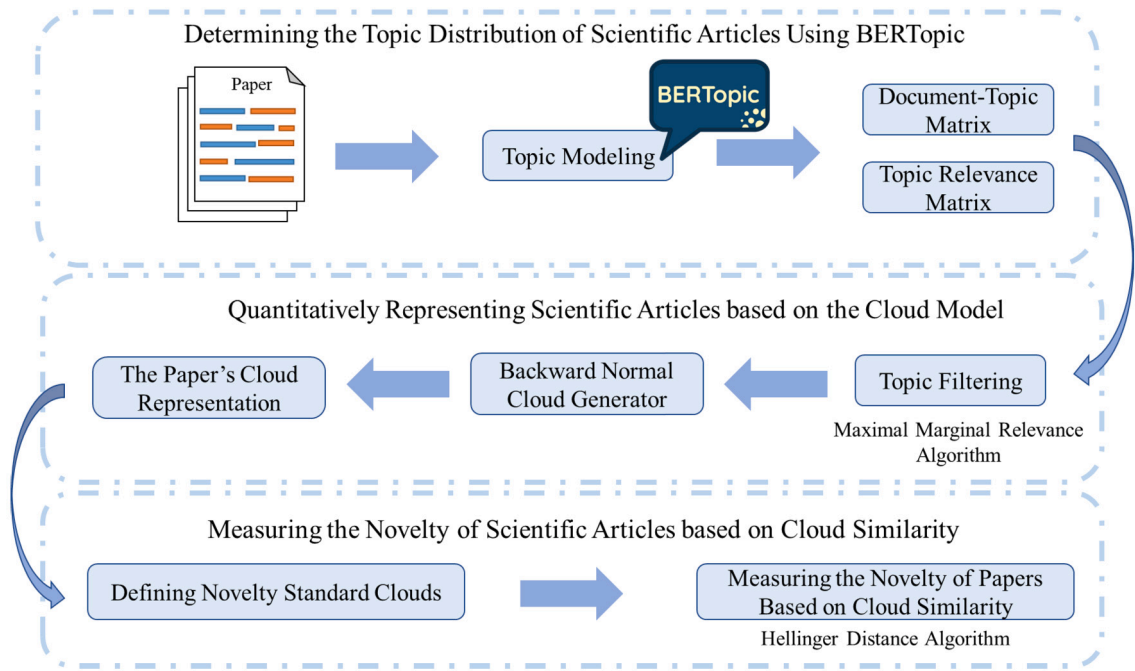 Determining the Topic Distribution of Scientific Articles Using BERTopic
Paper
BERTopic
Topic Modeling
Document-Topic
Matrix
Topic Relevance
Matrix
Quantitatively Representing Scientific Articles based on the Cloud Model
The Paper's Cloud
Representation
Backward Normal
Cloud Generator
Topic Filtering
Maximal Marginal Relevance
Algorithm
Measuring the Novelty of Scientific Articles based on Cloud Similarity
Defining Novelty Standard Clouds
Measuring the Novelty of Papers
Based on Cloud Similarity
Hellinger Distance Algorithm